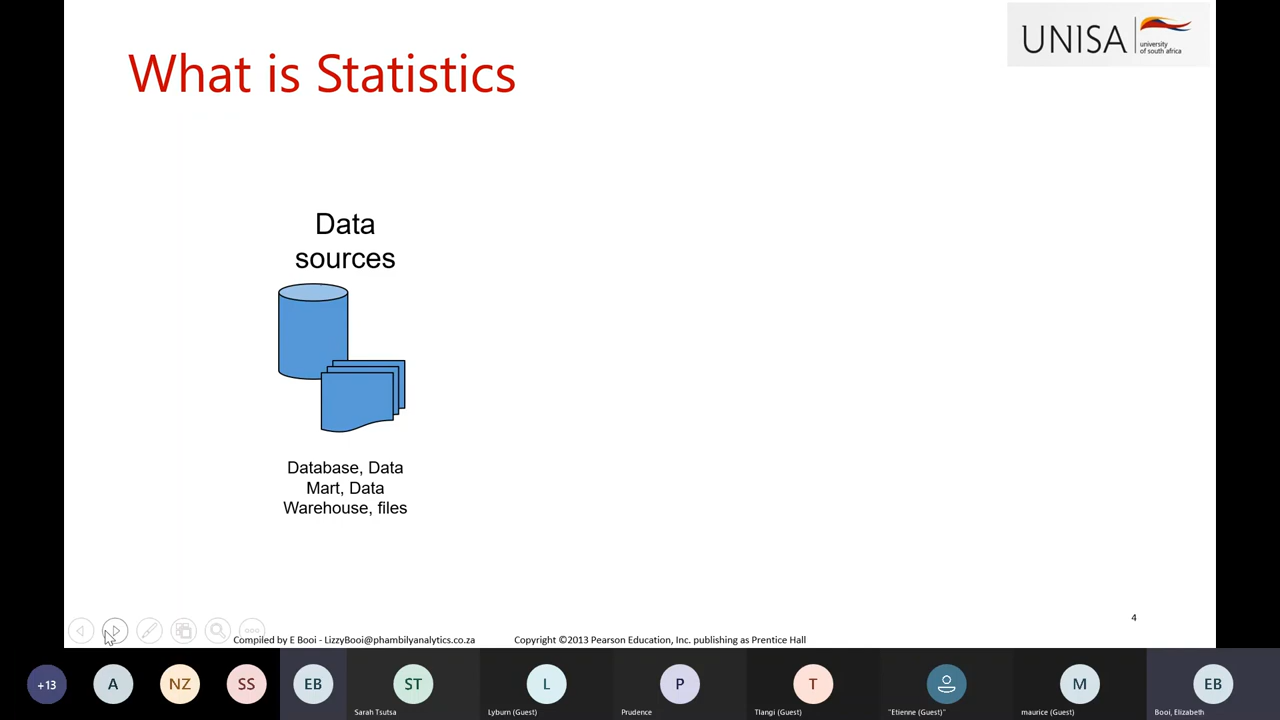 UNISA
university
of south africa
What is Statistics
Data
sources
Database, Data
Mart, Data
Warehouse, files
4
Compiled by E Booi - LizzyBooi@phambilyanalytics.co.za
Copyright ©2013 Pearson Education, Inc. publishing as Prentice Hall
+13
A
NZ
SS
EB
ST
L
P
T
M
EB
Sarah Tsutsa
Lyburn (Guest)
Prudence
Tlangi (Guest)
"Etienne (Guest)"
maurice (Guest)
Booi, Elizabeth